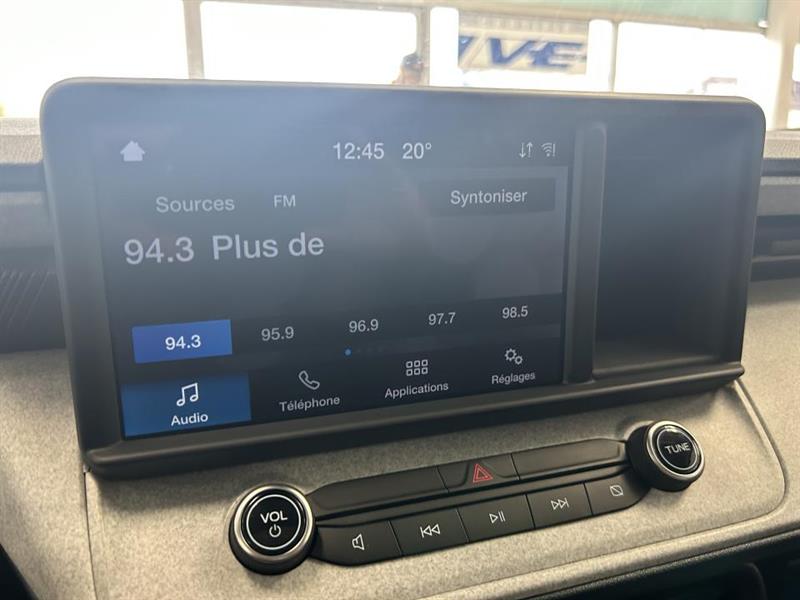 12:45 20°
Sources FM Syntoniser
94.3 Plus de
94.3 95.9 96.9 97.7 98.5
Audio Téléphone Applications Réglages
VOL
TUNE